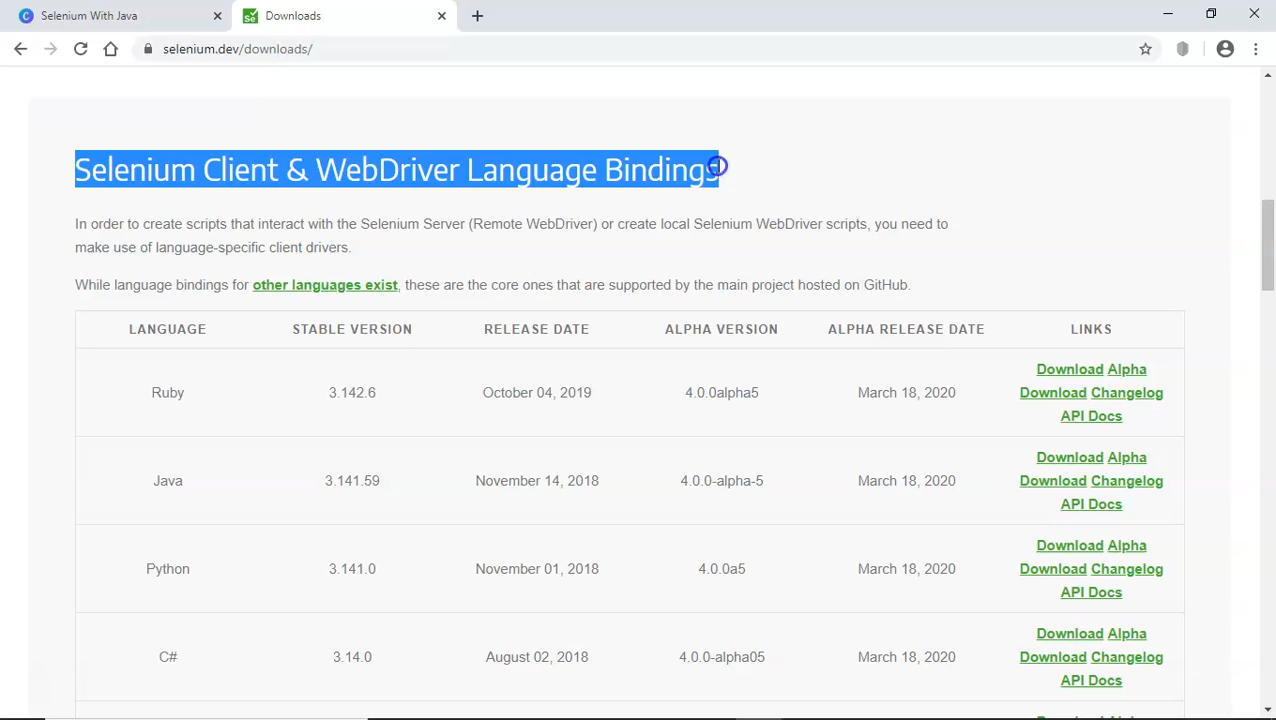 Selenium With Java
Downloads
selenium.dev/downloads/
Selenium Client & WebDriver Language Bindings
In order to create scripts that interact with the Selenium Server (Remote WebDriver) or create local Selenium WebDriver scripts, you need to
make use of language-specific client drivers.
While language bindings for other languages exist, these are the core ones that are supported by the main project hosted on GitHub.
LANGUAGE STABLE VERSION RELEASE DATE ALPHA VERSION ALPHA RELEASE DATE LINKS
Download Alpha
Ruby 3.142.6 October 04, 2019 4.0.0alpha5 March 18, 2020 Download Changelog
API Docs
Download Alpha
Java 3.141.59 November 14, 2018 4.0.0-alpha-5 March 18, 2020 Download Changelog
API Docs
Download Alpha
Python 3.141.0 November 01, 2018 4.0.0a5 March 18, 2020 Download Changelog
API Docs
Download Alpha
C# 3.14.0 August 02, 2018 4.0.0-alpha05 March 18, 2020 Download Changelog
API Docs